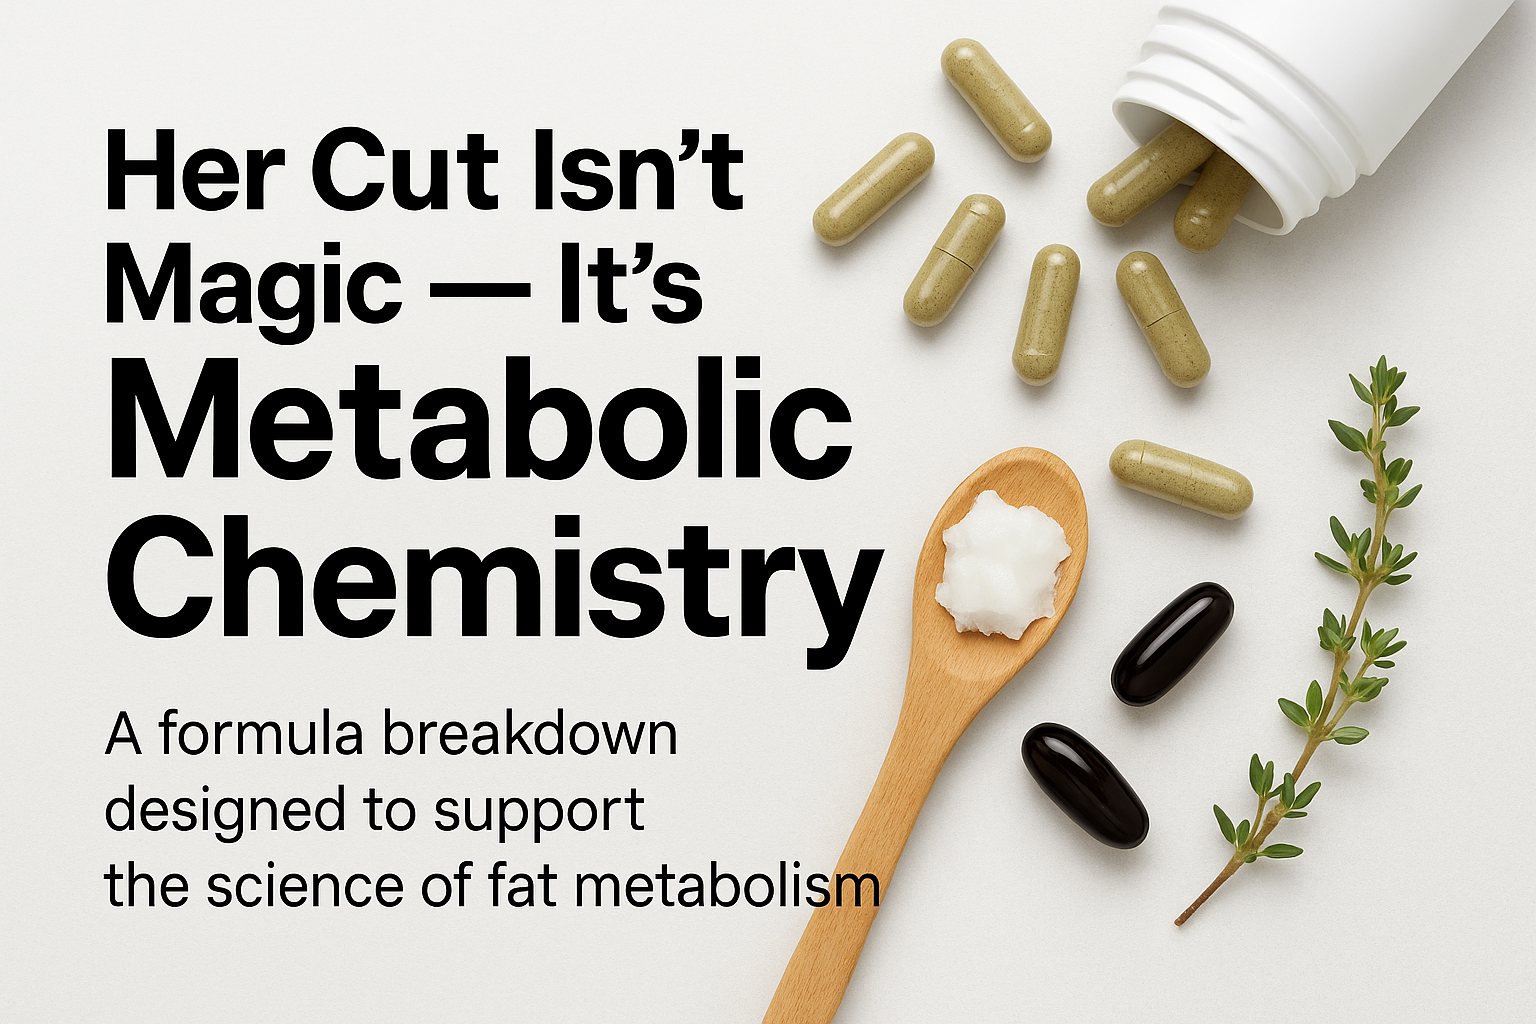 Her Cut Isn’t
Magic — It’s
Metabolic
Chemistry
A formula breakdown
designed to support
the science of fat metabolism